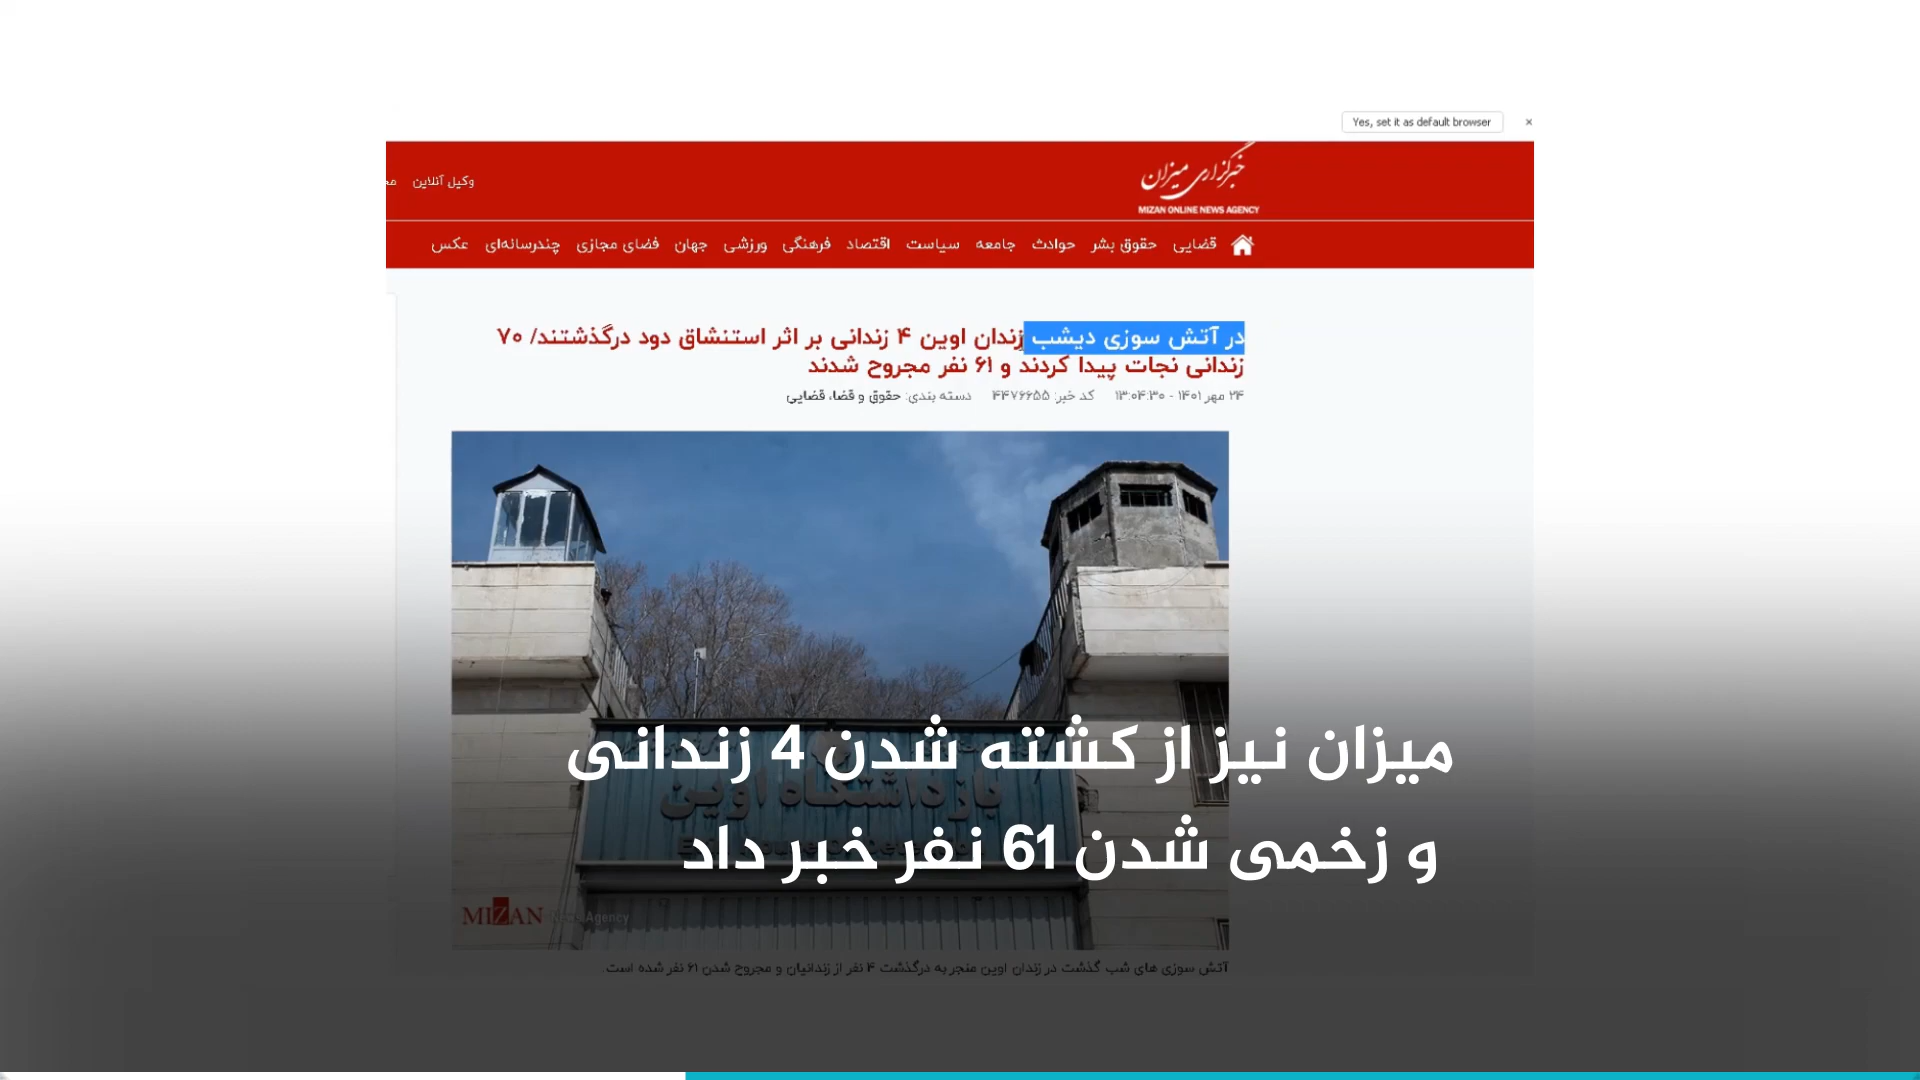 Yes, set it as default browser ×
خبرگزاری میزان
وکیل آنلاین
MIZAN ONLINE NEWS AGENCY
قضایی حقوق بشر حوادث جامعه سیاست اقتصاد فرهنگی ورزشی جهان فضای مجازی چندرسانه‌ای عکس
در آتش سوزی دیشب زندان اوین ۴ زندانی بر اثر استنشاق دود درگذشتند/ ۷۰
زندانی نجات پیدا کردند و ۶۱ نفر مجروح شدند
۲۴ مهر ۱۴۰۱ - ۱۳:۰۴:۳۰ کد خبر: ۴۴۷۶۶۵۵ دسته بندی: حقوق و قضا، قضایی
میزان نیز از کشته شدن 4 زندانی
بازداشتگاه اوین
و زخمی شدن 61 نفر خبر داد
MIZAN News Agency
آتش سوزی های شب گذشت در زندان اوین منجر به درگذشت ۴ نفر از زندانیان و مجروح شدن ۶۱ نفر شده است.